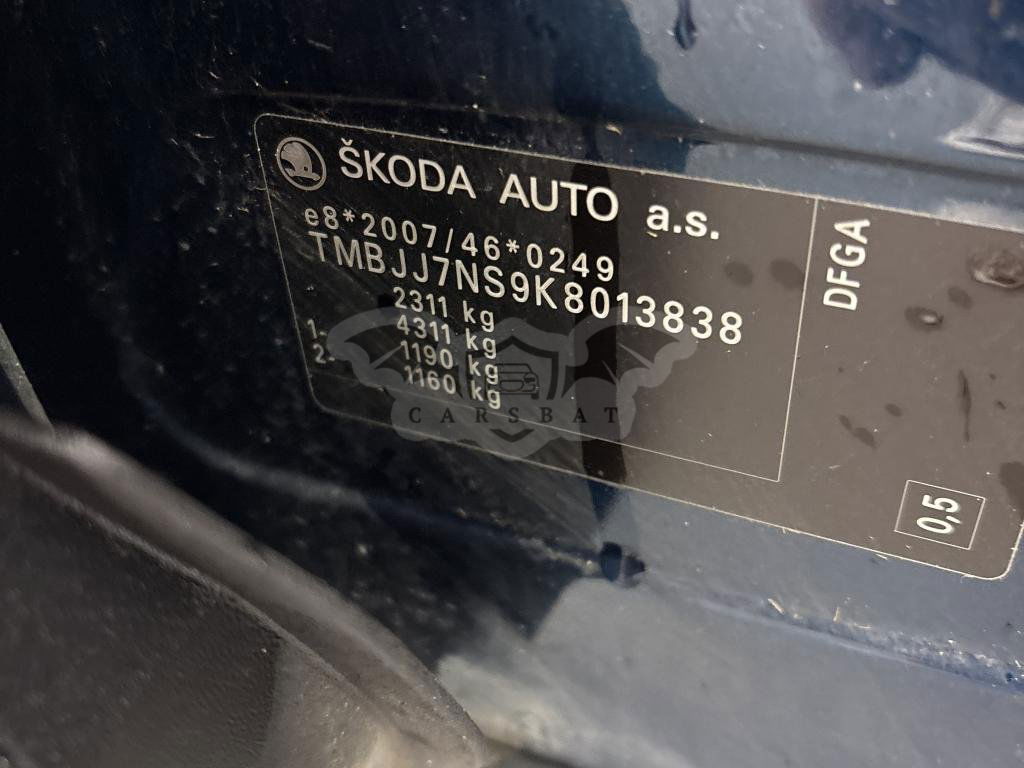 ŠKODA AUTO a.s.
e8*2007/46*0249
TMBJJ7NS9K8013838
2311 kg
4311 kg
1- 1190 kg
2- 1160 kg
DFGA
0,5
CARSBAT